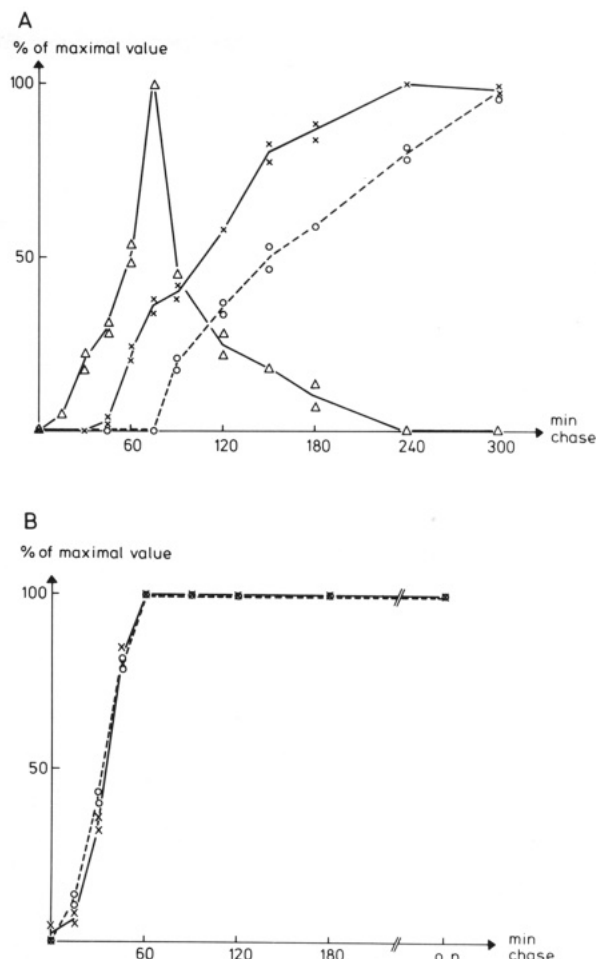 A
% of maximal value
100
50
60 120 180 240 300
min
chase
B
% of maximal value
100
50
60 120 180
min
chase